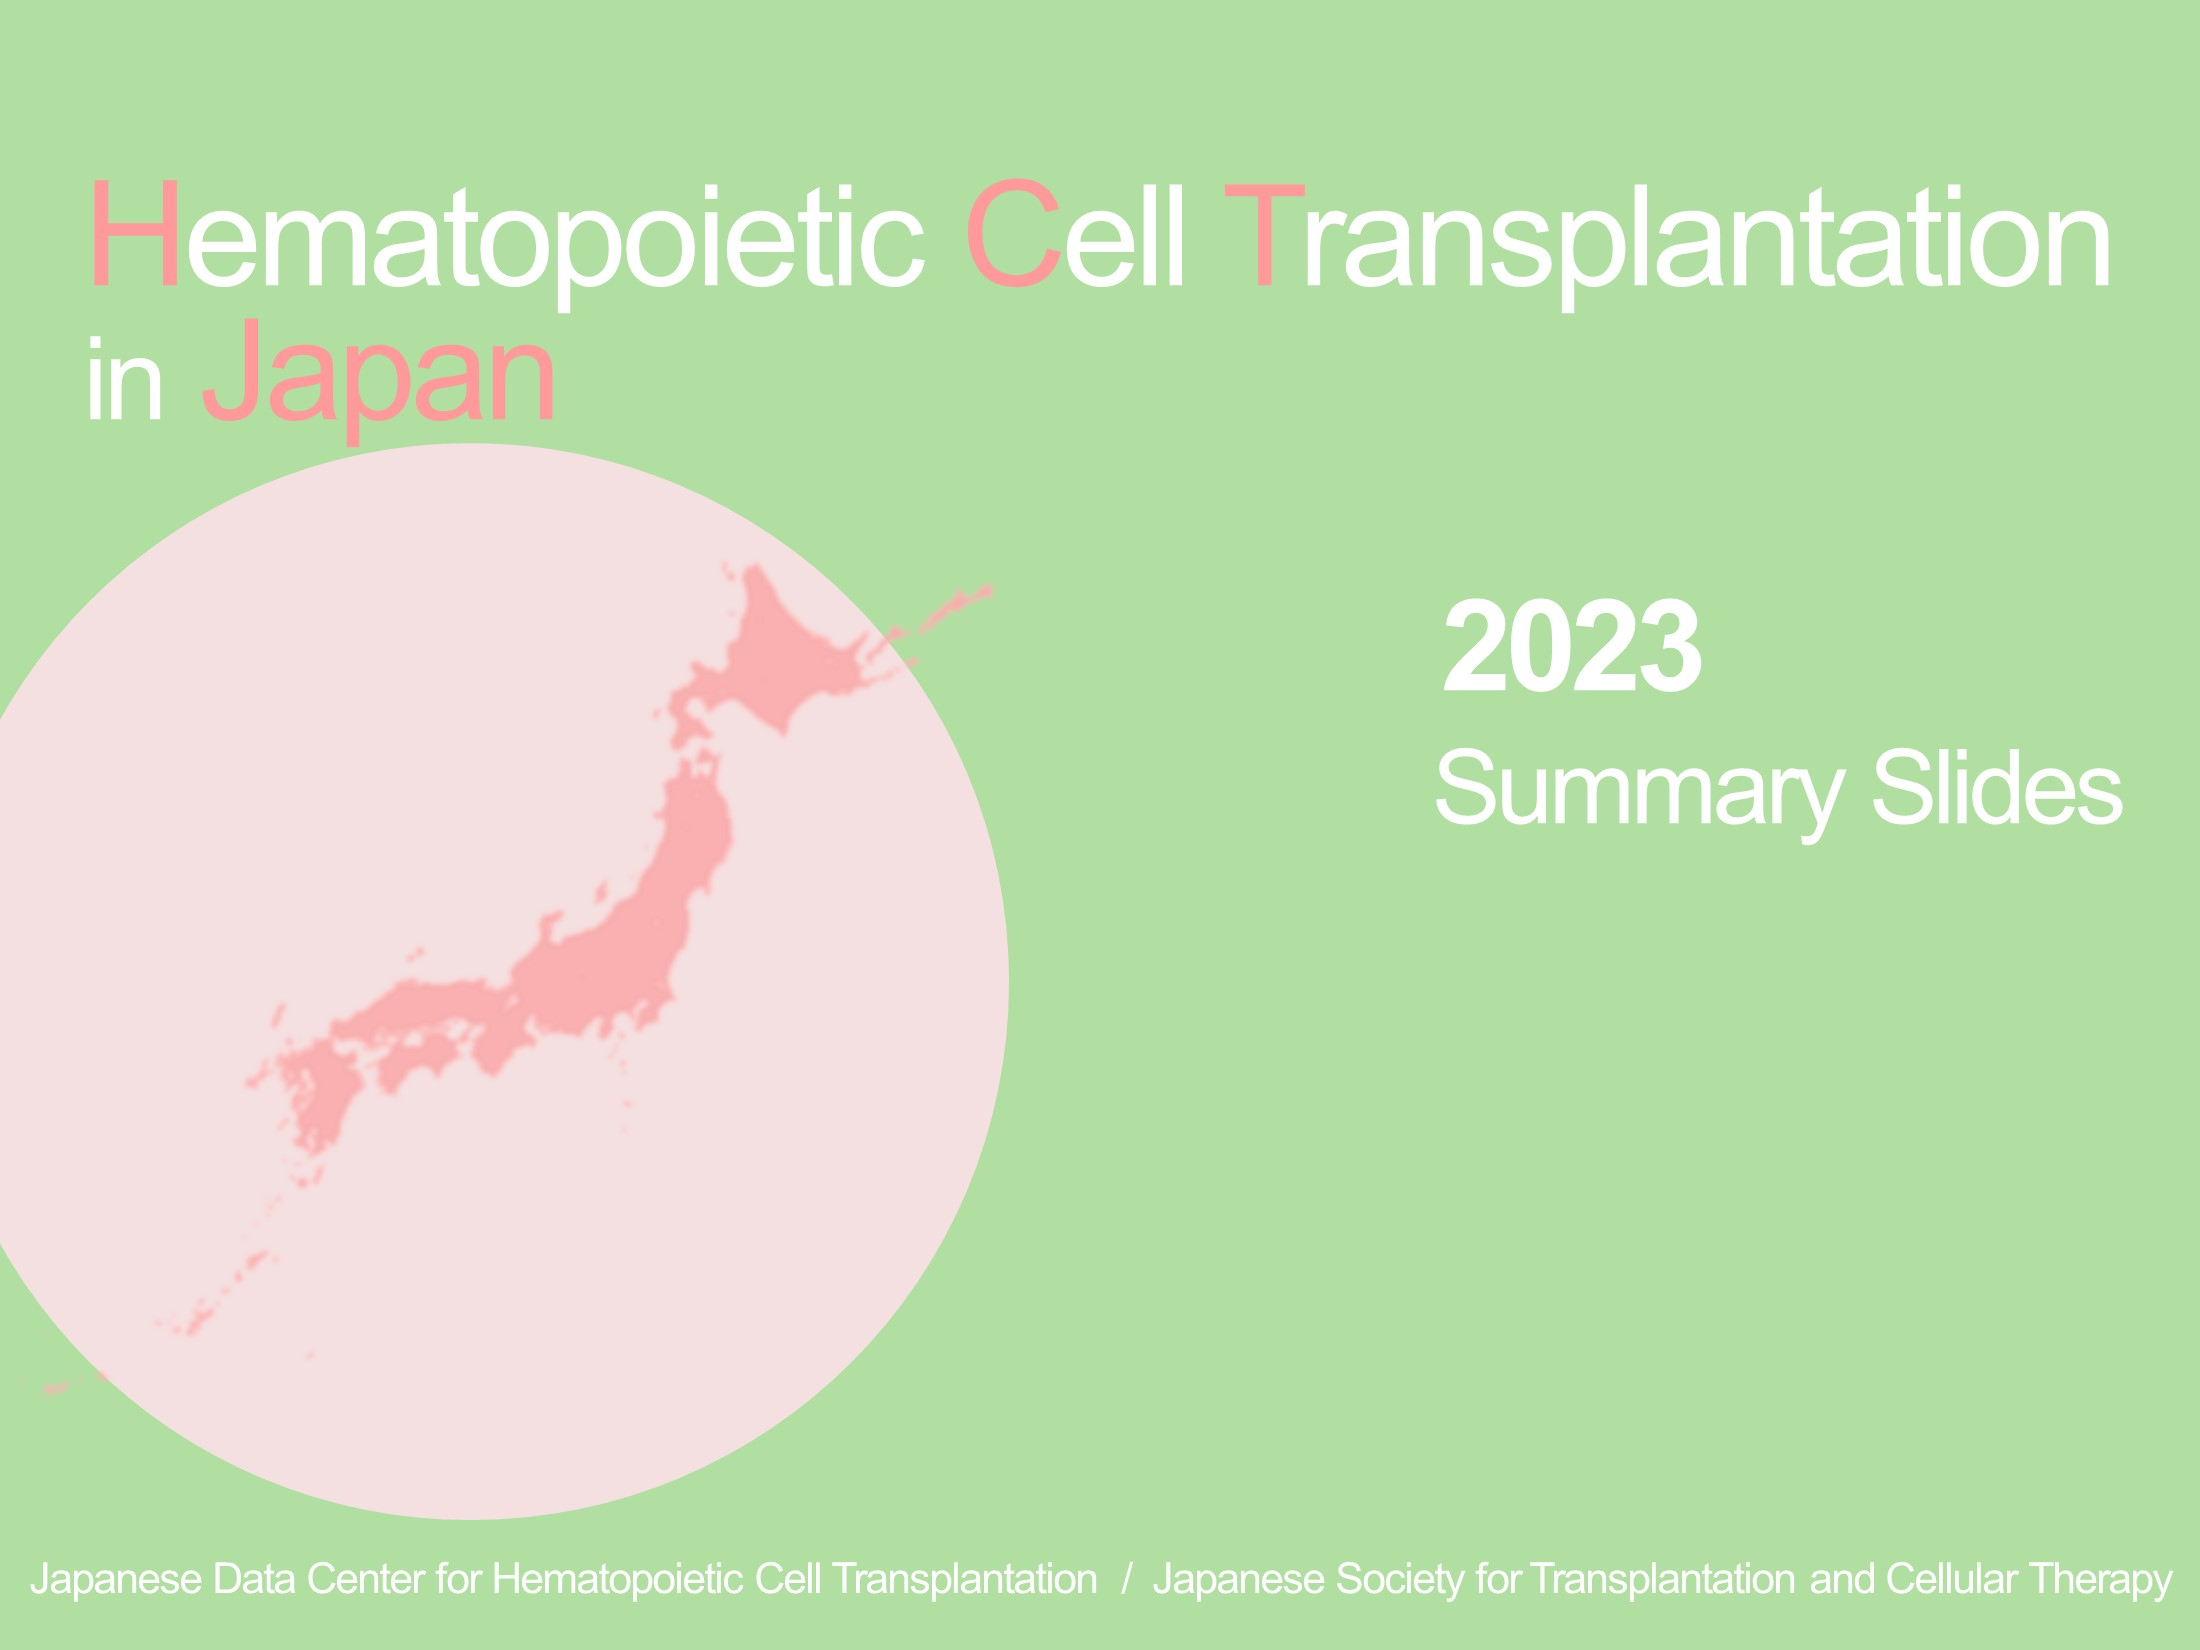 Hematopoietic Cell Transplantation
in Japan
2023
Summary Slides
Japanese Data Center for Hematopoietic Cell Transplantation / Japanese Society for Transplantation and Cellular Therapy